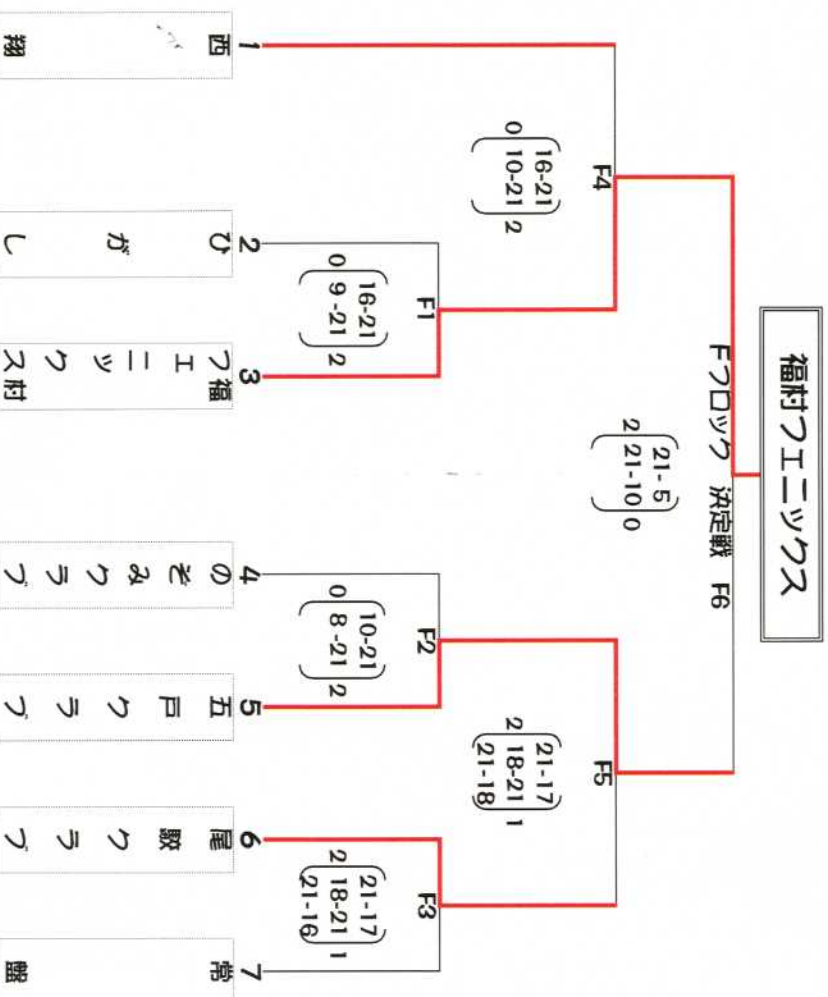 福村フェニックス
Fブロック 決定戦 F6
2 21-5 0
21-10
F4
0 16-21 2
10-21
F5
2 21-17 1
18-21
21-18
F1
0 16-21 2
9-21
F2
0 10-21 2
8-21
F3
2 21-17 1
18-21
21-16
1
2
3
4
5
6
7
西翔
ひがし
福村フェニックス
のぞみクラブ
五戸クラブ
尾駮クラブ
常盤